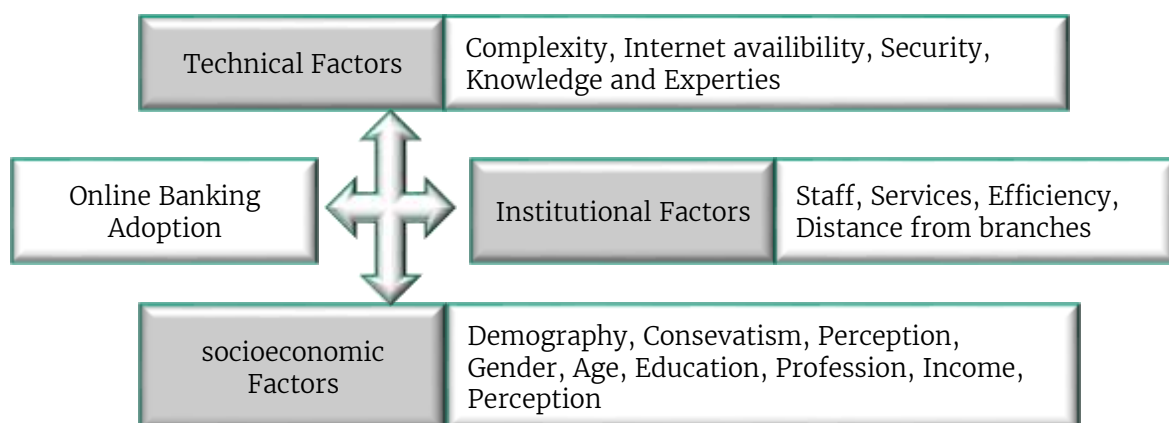 Technical Factors
Complexity, Internet availibility, Security,
Knowledge and Experties
Online Banking
Adoption
Institutional Factors
Staff, Services, Efficiency,
Distance from branches
socioeconomic
Factors
Demography, Consevatism, Perception,
Gender, Age, Education, Profession, Income,
Perception